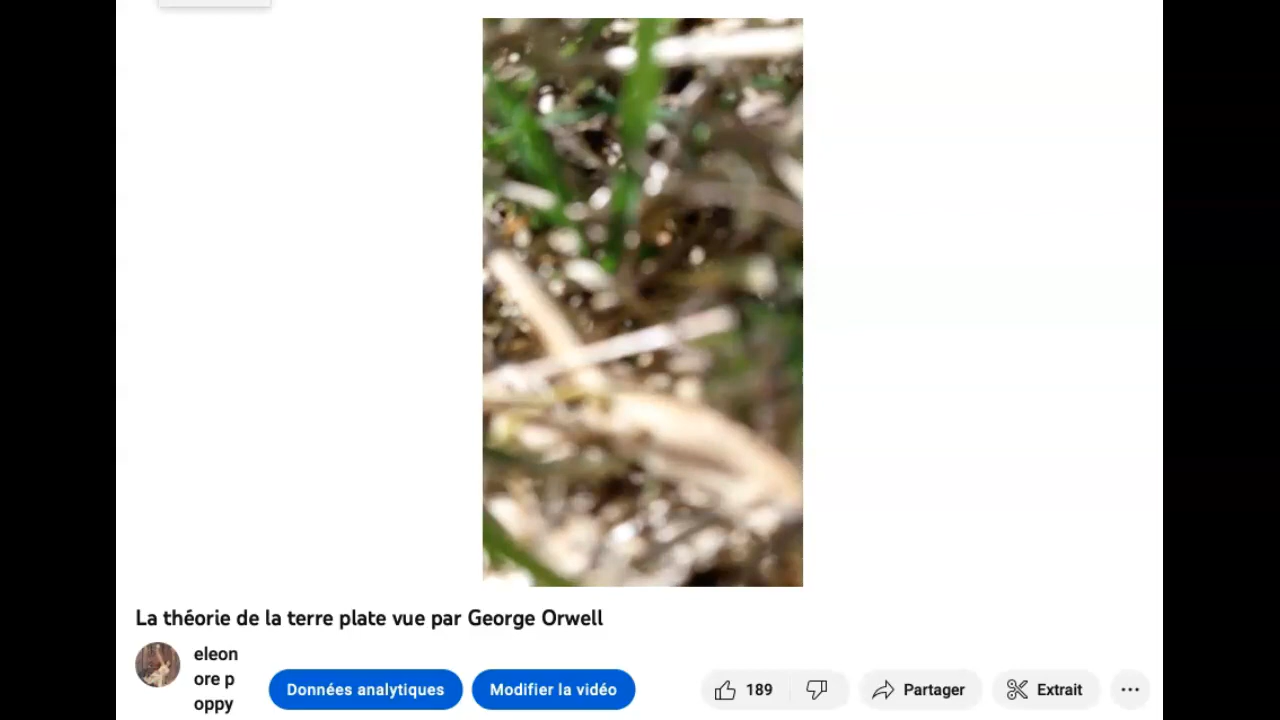 La théorie de la terre plate vue par George Orwell
eleon
ore p
oppy
Données analytiques
Modifier la vidéo
189
Partager
Extrait